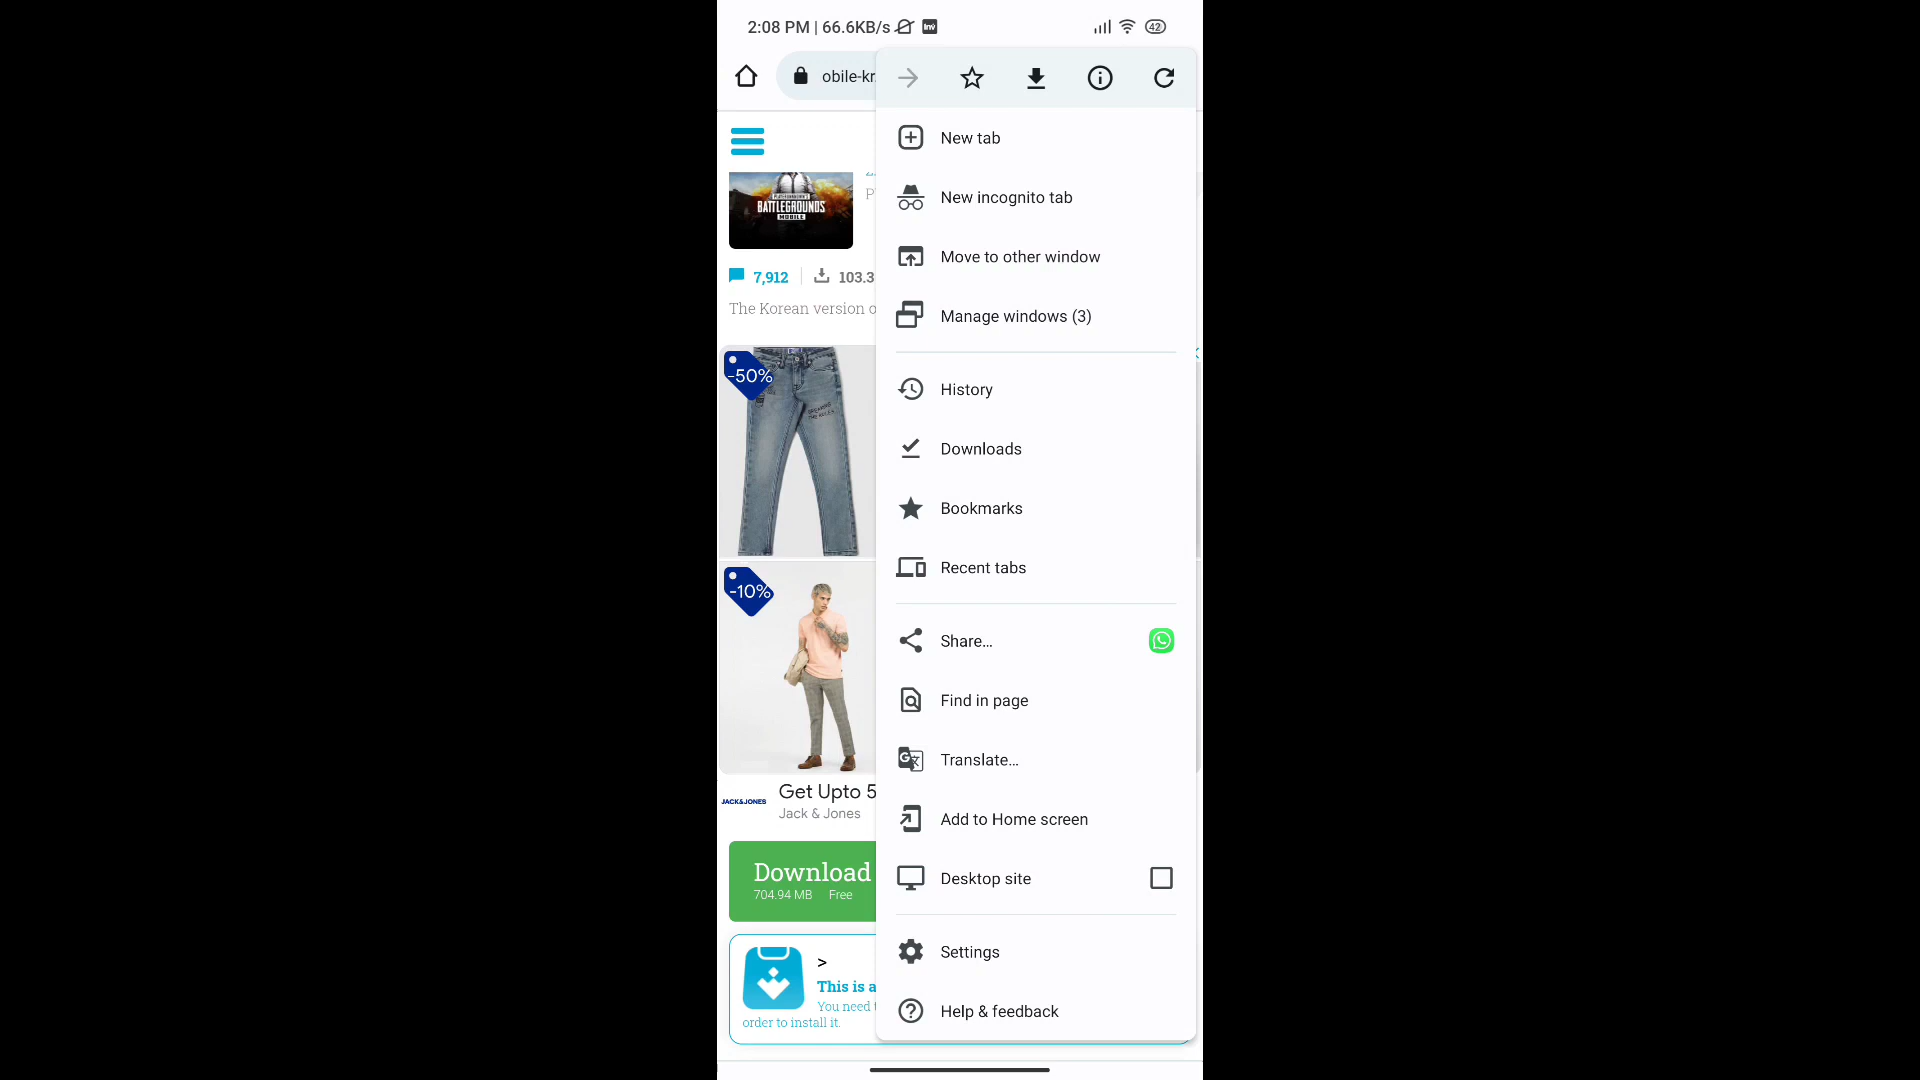 2:08 PM | 66.6KB/s
42
obile-kr.
New tab
New incognito tab
Move to other window
Manage windows (3)
History
Downloads
Bookmarks
Recent tabs
Share...
Find in page
Translate...
Add to Home screen
Desktop site
Settings
Help & feedback
BATTLEGROUNDS
MOBILE
7,912
103.3
The Korean version o
-50%
-10%
JACK&JONES
Get Upto 5
Jack & Jones
Download
704.94 MB Free
>
This is a
You need t
order to install it.